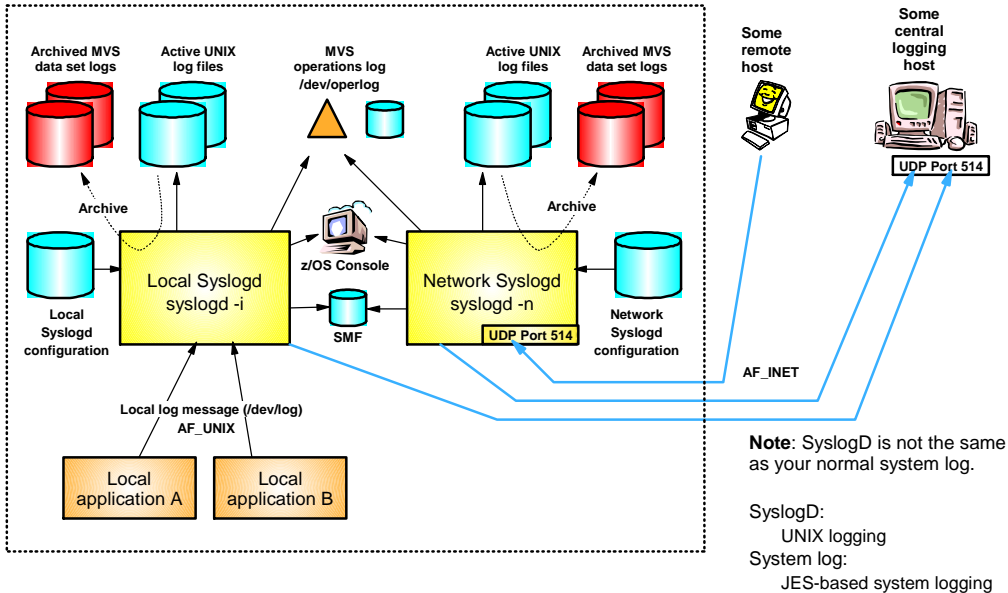 Archived MVS
data set logs
Active UNIX
log files
MVS
operations log
/dev/operlog
Active UNIX
log files
Archived MVS
data set logs
Some
remote
host
Some
central
logging
host
UDP Port 514
Archive
Archive
z/OS Console
Local Syslogd
syslogd -i
Network Syslogd
syslogd -n
UDP Port 514
SMF
Local
Syslogd
configuration
Network
Syslogd
configuration
AF_INET
Local log message (/dev/log)
AF_UNIX
Local
application A
Local
application B
Note: SyslogD is not the same
as your normal system log.
SyslogD:
UNIX logging
System log:
JES-based system logging